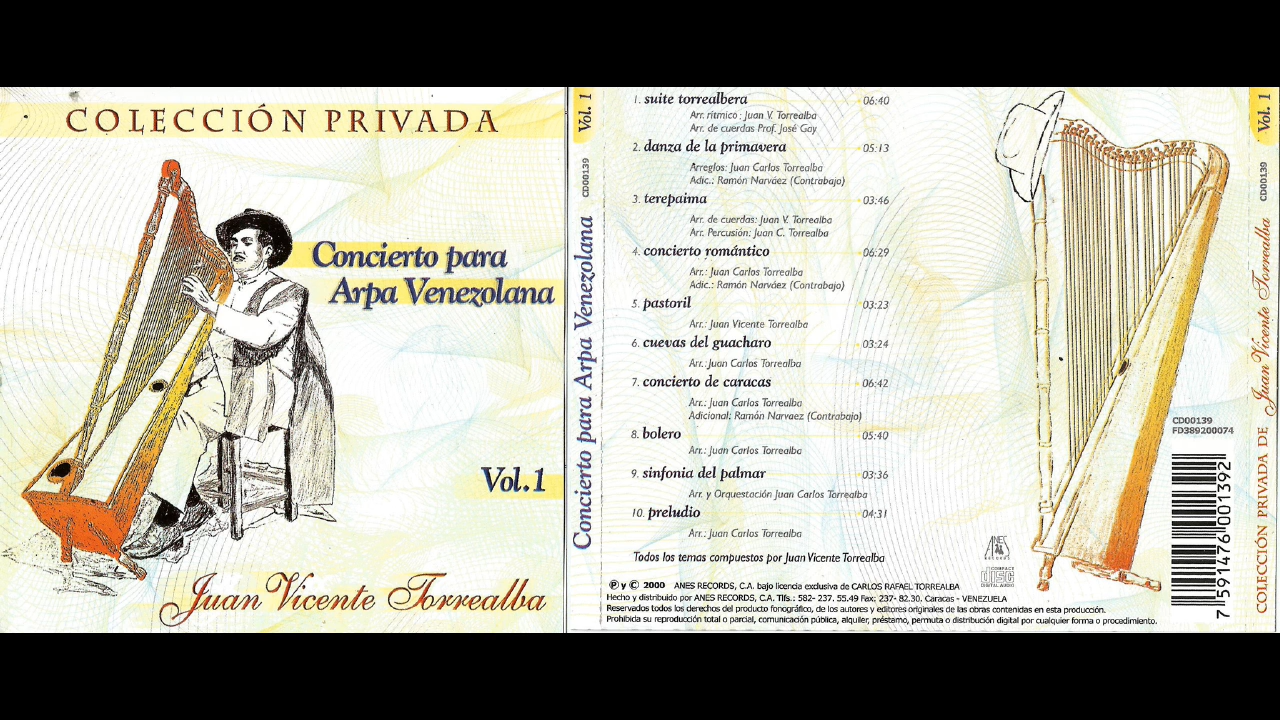 COLECCIÓN PRIVADA
Concierto para
Arpa Venezolana
Vol.1
Juan Vicente Torrealba
Vol. 1
CD00139
Concierto para Arpa Venezolana
1. suite torrealbera 06:40
Arr. rítmico : Juan V. Torrealba
Arr. de cuerdas Prof. José Gay
2. danza de la primavera 05:13
Arreglos: Juan Carlos Torrealba
Adic.: Ramón Narváez (Contrabajo)
3. terepaima 03:46
Arr. de cuerdas: Juan V. Torrealba
Arr. Percusión; Juan C. Torrealba
4. concierto romántico 06:29
Arr.: Juan Carlos Torrealba
Adic.: Ramón Narváez (Contrabajo)
5. pastoril 03:23
Arr.: Juan Vicente Torrealba
6. cuevas del guacharo 03:24
Arr.: Juan Carlos Torrealba
7. concierto de caracas 06:42
Arr.: Juan Carlos Torrealba
Adicional; Ramón Narvaez (Contrabajo)
8. bolero 05:40
Arr.: Juan Carlos Torrealba
9. sinfonia del palmar 03:36
Arr. y Orquestación Juan Carlos Torrealba
10. preludio 04:31
Arr.: Juan Carlos Torrealba
Todos los temas compuestos por Juan Vicente Torrealba
ANES
RECORDS
COMPACT
disc
DIGITAL AUDIO
℗ y © 2000 ANES RECORDS, C.A. bajo licencia exclusiva de CARLOS RAFAEL TORREALBA
Hecho y distribuido por ANES RECORDS, C.A. Tlfs.: 582- 237. 55.49 Fax: 237- 82.30. Caracas - VENEZUELA
Reservados todos los derechos del producto fonográfico, de los autores y editores originales de las obras contenidas en esta producción.
Prohibida su reproducción total o parcial, comunicación pública, alquiler, préstamo, permuta o distribución digital por cualquier forma o procedimiento.
CD00139
FD389200074
7 591476 001392
Vol. 1
CD00139
COLECCIÓN PRIVADA DE Juan Vicente Torrealba